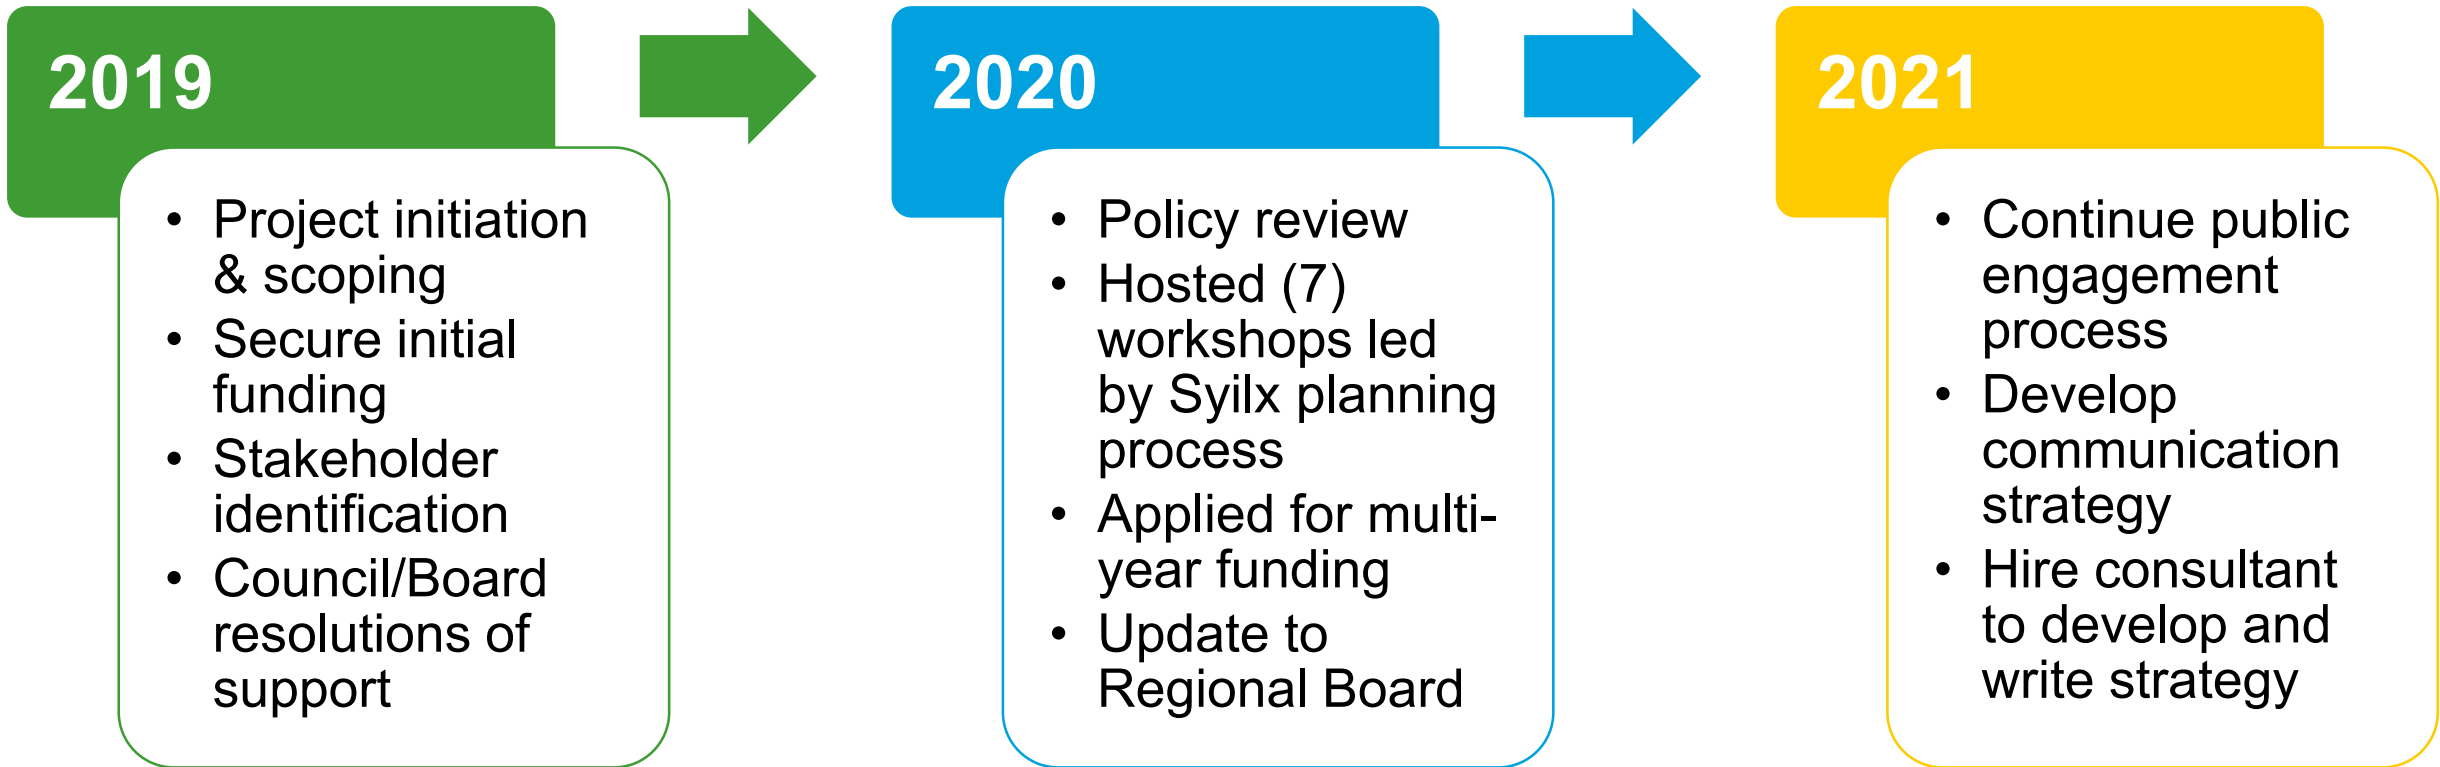 2019
• Project initiation
& scoping
• Secure initial
funding
• Stakeholder
identification
• Council/Board
resolutions of
support
2020
• Policy review
• Hosted (7)
workshops led
by Syilx planning
process
• Applied for multi-
year funding
• Update to
Regional Board
2021
• Continue public
engagement
process
• Develop
communication
strategy
• Hire consultant
to develop and
write strategy